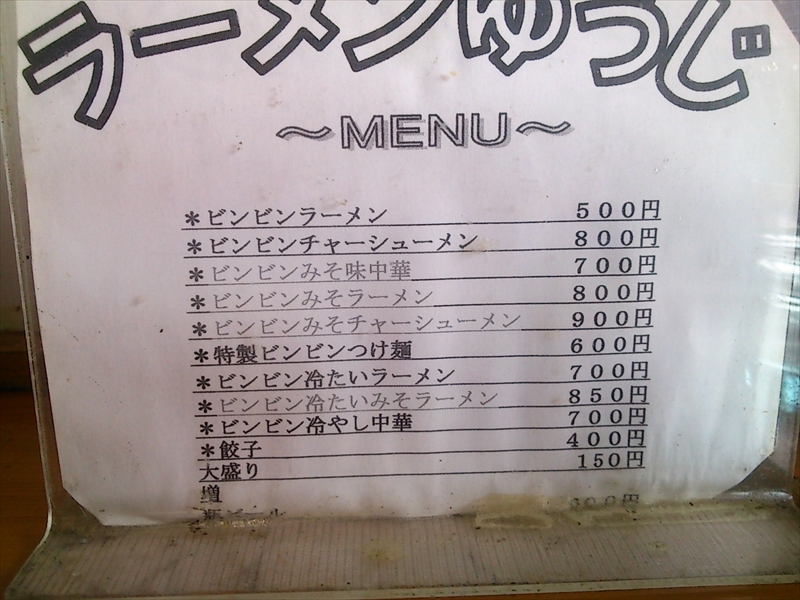 ラーメンゆうじ
～MENU～
＊ビンビンラーメン ５００円
＊ビンビンチャーシューメン ８００円
＊ビンビンみそ味中華 ７００円
＊ビンビンみそラーメン ８００円
＊ビンビンみそチャーシューメン ９００円
＊特製ビンビンつけ麺 ６００円
＊ビンビン冷たいラーメン ７００円
＊ビンビン冷たいみそラーメン ８５０円
＊ビンビン冷やし中華 ７００円
＊餃子 ４００円
大盛り 150円
増
瓶ビール 円